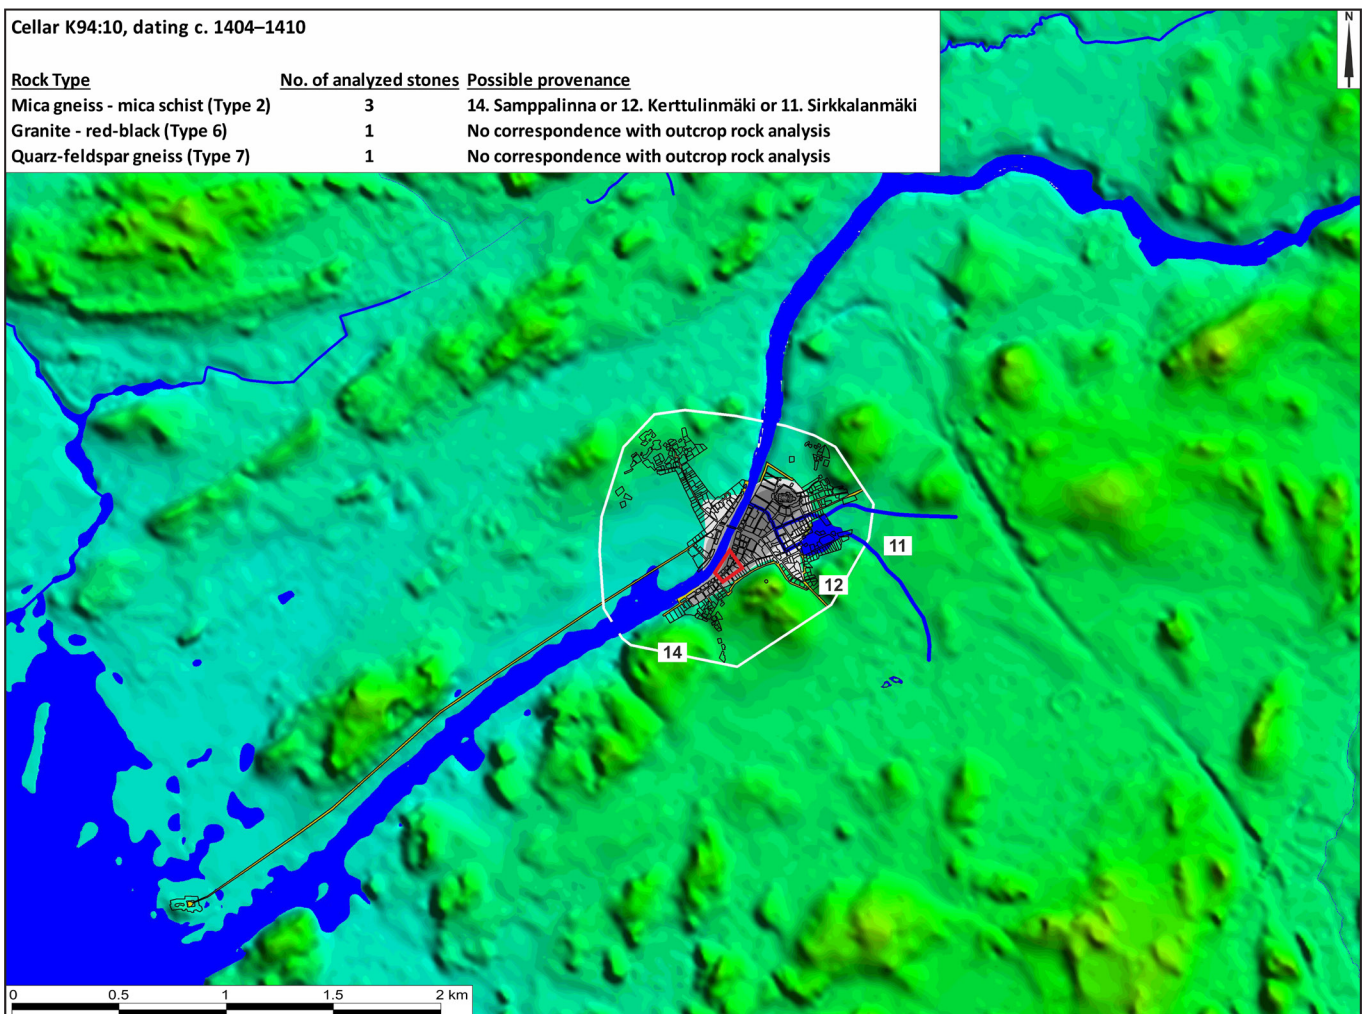 Cellar K94:10, dating c. 1404–1410
Rock Type No. of analyzed stones Possible provenance
Mica gneiss - mica schist (Type 2) 3 14. Samppalinna or 12. Kerttulinmäki or 11. Sirkkalanmäki
Granite - red-black (Type 6) 1 No correspondence with outcrop rock analysis
Quarz-feldspar gneiss (Type 7) 1 No correspondence with outcrop rock analysis
N
11
12
14
0 0.5 1 1.5 2 km